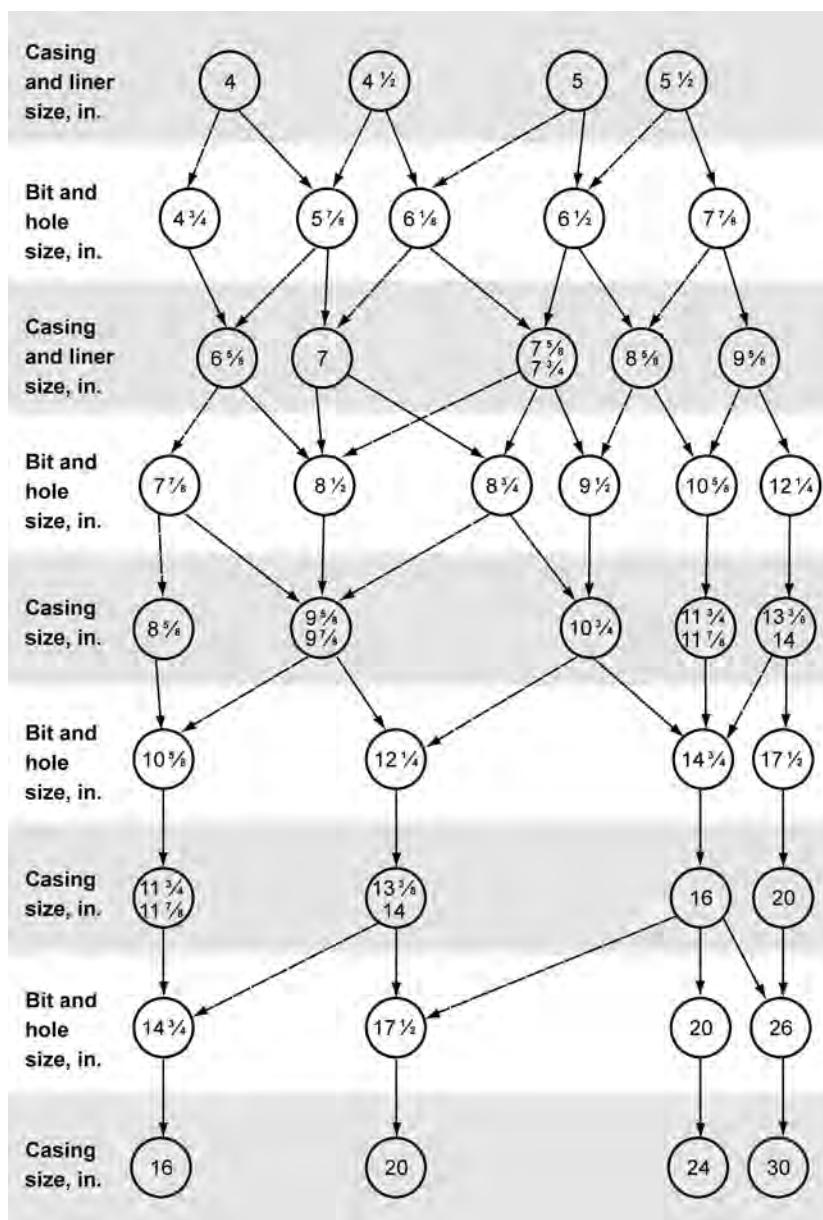 Casing
and liner
size, in.
4 4 ½ 5 5 ½
Bit and
hole
size, in.
4 ¾ 5 ⅞ 6 ⅛ 6 ½ 7 ⅞
Casing
and liner
size, in.
6 ⅝ 7 7 ⅝ 8 ⅝ 9 ⅝
7 ¾
Bit and
hole
size, in.
7 ⅞ 8 ½ 8 ¾ 9 ½ 10 ⅝ 12 ¼
Casing
size, in.
8 ⅝ 9 ⅝ 10 ¾ 11 ¾ 13 ⅜
9 ⅞ 11 ⅞ 14
Bit and
hole
size, in.
10 ⅝ 12 ¼ 14 ¾ 17 ½
Casing
size, in.
11 ¾ 13 ⅜ 16 20
11 ⅞ 14
Bit and
hole
size, in.
14 ¾ 17 ½ 20 26
Casing
size, in.
16 20 24 30